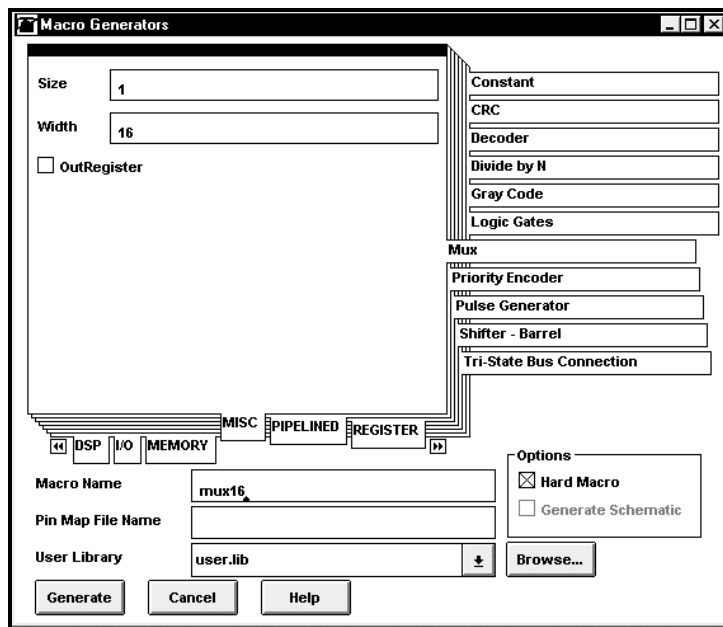 Macro Generators
Size
1
Width
16
OutRegister
Constant
CRC
Decoder
Divide by N
Gray Code
Logic Gates
Mux
Priority Encoder
Pulse Generator
Shifter - Barrel
Tri-State Bus Connection
DSP
I/O
MEMORY
MISC
PIPELINED
REGISTER
Macro Name
mux16
Pin Map File Name
User Library
user.lib
Options
Hard Macro
Generate Schematic
Browse...
Generate
Cancel
Help